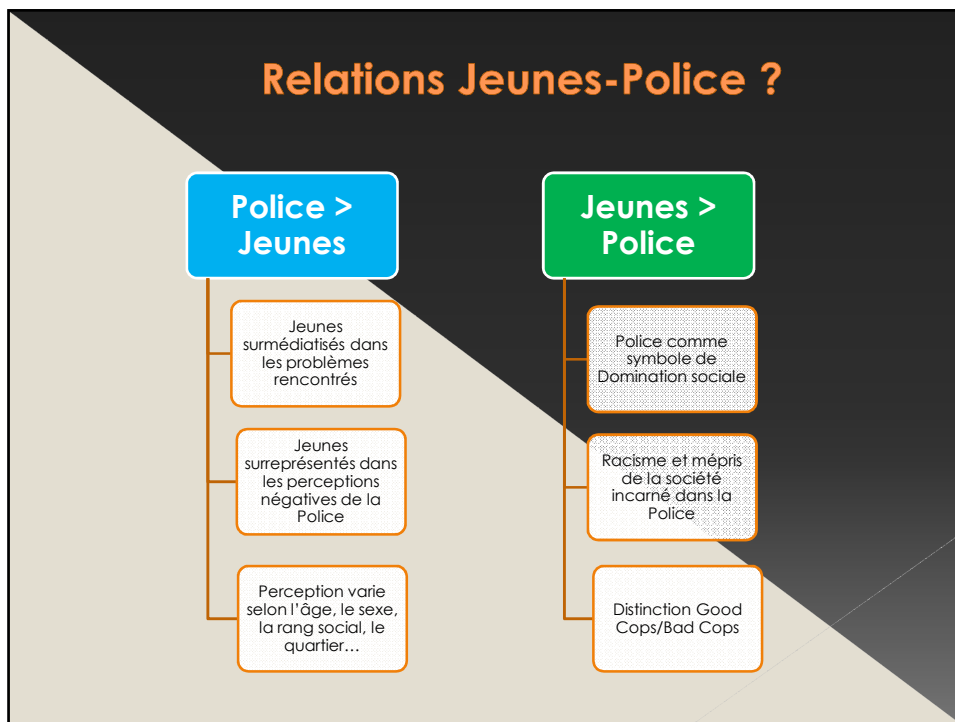 Relations Jeunes-Police ?
Police >
Jeunes
Jeunes
surmédiatisés dans
les problèmes
rencontrés
Jeunes
surreprésentés dans
les perceptions
négatives de la
Police
Perception varie
selon l'âge, le sexe,
la rang social, le
quartier…
Jeunes >
Police
Police comme
symbole de
Domination sociale
Racisme et mépris
de la société
incarné dans la
Police
Distinction Good
Cops/Bad Cops